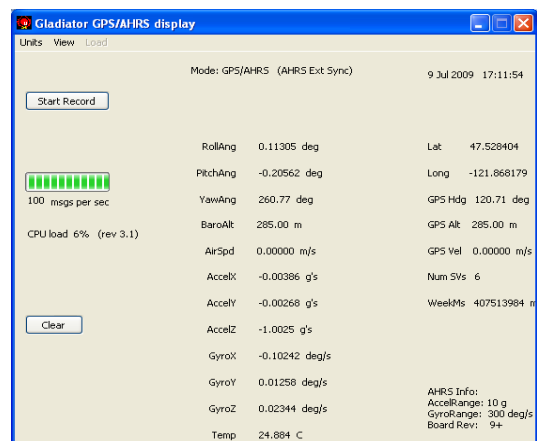 Gladiator GPS/AHRS display
Units View Load
Mode: GPS/AHRS (AHRS Ext Sync)
9 Jul 2009 17:11:54
Start Record
RollAng 0.11305 deg
Lat 47.528404
PitchAng -0.20562 deg
Long -121.868179
100 msgs per sec
YawAng 260.77 deg
GPS Hdg 120.71 deg
CPU load 6% (rev 3.1)
BaroAlt 285.00 m
GPS Alt 285.00 m
AirSpd 0.00000 m/s
GPS Vel 0.00000 m/s
AccelX -0.00386 g's
Num SVs 6
AccelY -0.00268 g's
WeekMs 407513984 m
Clear
AccelZ -1.0025 g's
GyroX -0.10242 deg/s
GyroY 0.01258 deg/s
GyroZ 0.02344 deg/s
Temp 24.884 C
AHRS Info:
AccelRange: 10 g
GyroRange: 300 deg/s
Board Rev: 9+